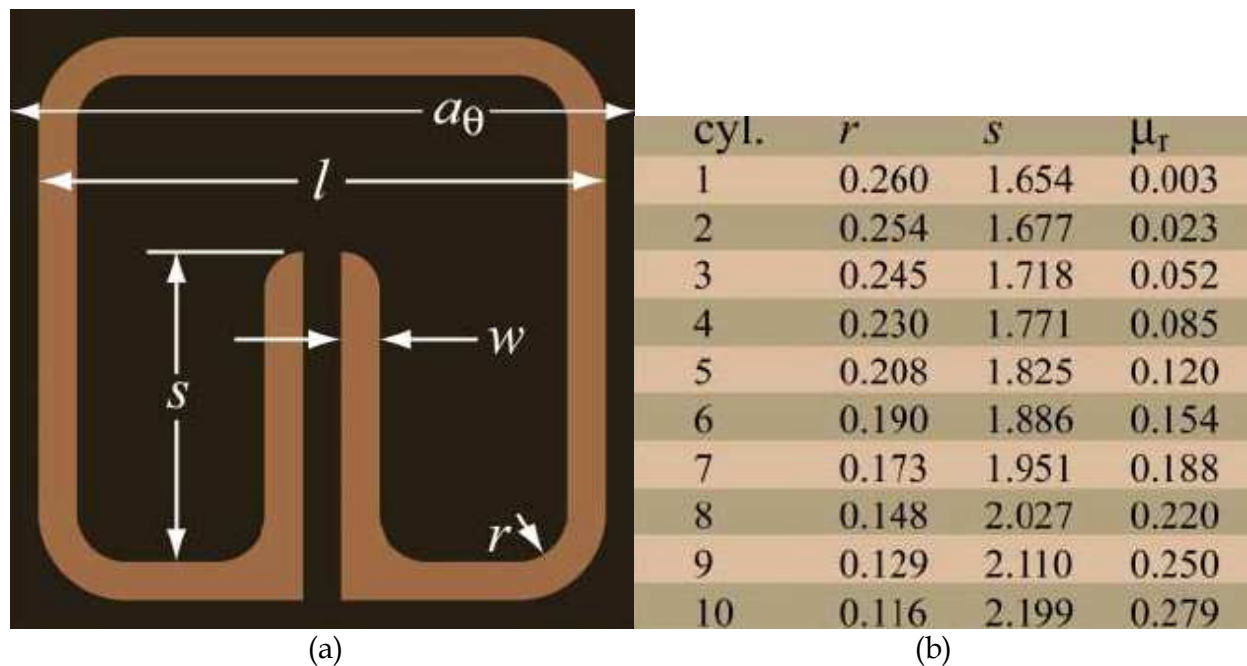 aθ
l
s
w
r
(a)
cyl. r s μr
1 0.260 1.654 0.003
2 0.254 1.677 0.023
3 0.245 1.718 0.052
4 0.230 1.771 0.085
5 0.208 1.825 0.120
6 0.190 1.886 0.154
7 0.173 1.951 0.188
8 0.148 2.027 0.220
9 0.129 2.110 0.250
10 0.116 2.199 0.279
(b)